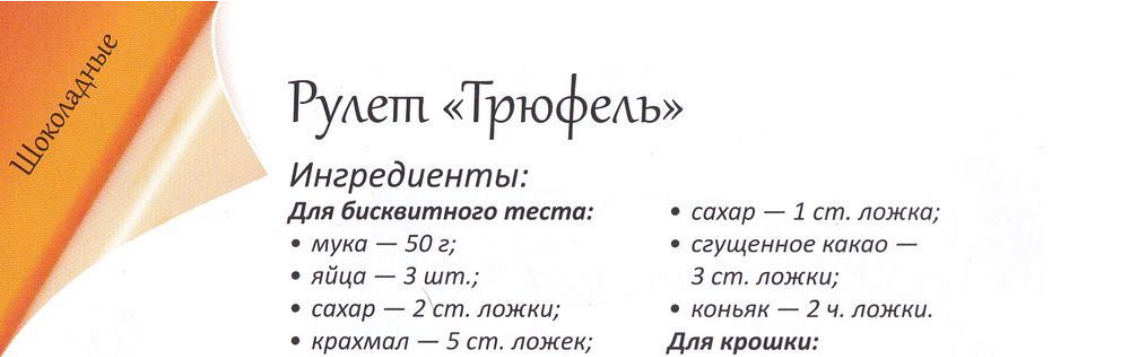 Шоколадные
Рулет «Трюфель»
Ингредиенты:
Для бисквитного теста:
• мука — 50 г;
• яйца — 3 шт.;
• сахар — 2 ст. ложки;
• крахмал — 5 ст. ложек;
• сахар — 1 ст. ложка;
• сгущенное какао —
3 ст. ложки;
• коньяк — 2 ч. ложки.
Для крошки: